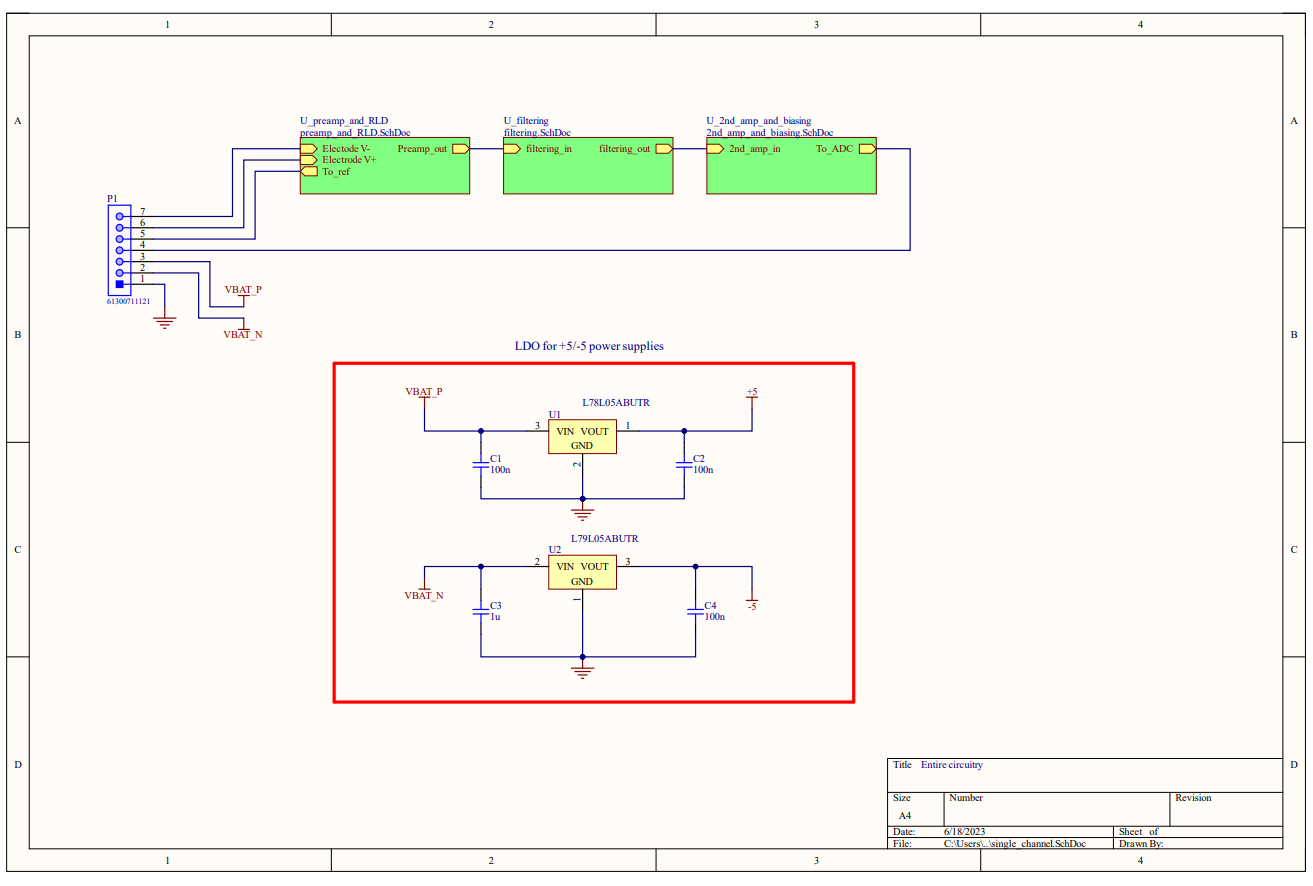 1 2 3 4
A A
U_preamp_and_RLD U_filtering U_2nd_amp_and_biasing
preamp_and_RLD.SchDoc filtering.SchDoc 2nd_amp_and_biasing.SchDoc
Electode V- Preamp_out filtering_in filtering_out 2nd_amp_in To_ADC
Electrode V+
To_ref
P1
7
6
5
4
3
2
1
61300711121
VBAT_P
VBAT_N
B B
LDO for +5/-5 power supplies
VBAT_P +5
L78L05ABUTR
U1
3 VIN VOUT 1
GND
2
C1 C2
100n 100n
L79L05ABUTR
U2
2 VIN VOUT 3
GND
1
VBAT_N -5
C3 C4
1u 100n
C C
D D
Title Entire circuitry
Size Number Revision
A4
Date: 6/18/2023 Sheet of
File: C:\Users\..\single_channel.SchDoc Drawn By:
1 2 3 4